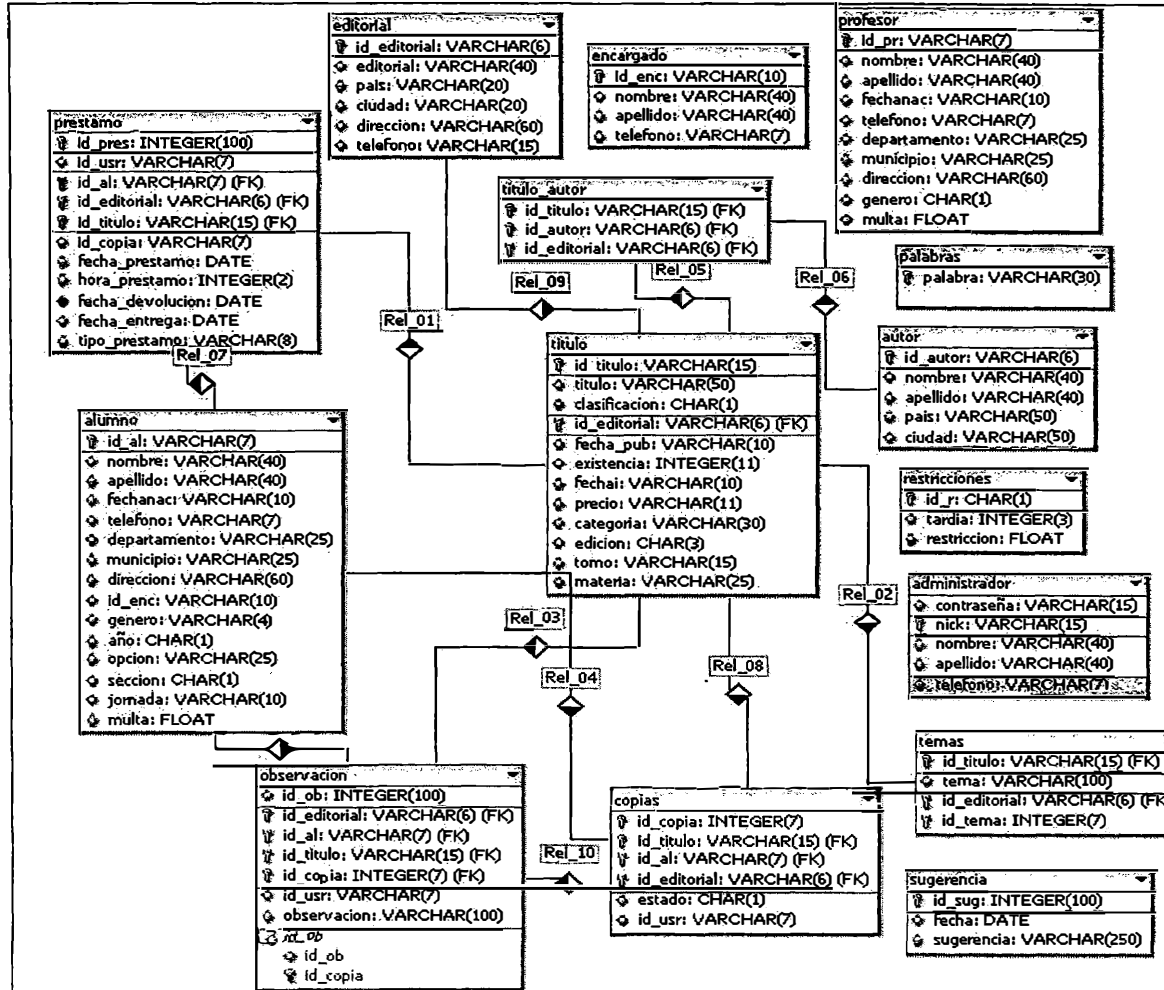 editorial
id_editorial: VARCHAR(6)
editorial: VARCHAR(40)
pais: VARCHAR(20)
ciudad: VARCHAR(20)
direccion: VARCHAR(60)
telefono: VARCHAR(15)
encargado
id_enc: VARCHAR(10)
nombre: VARCHAR(40)
apellido: VARCHAR(40)
telefono: VARCHAR(7)
profesor
id_pr: VARCHAR(7)
nombre: VARCHAR(40)
apellido: VARCHAR(40)
fechanac: VARCHAR(10)
telefono: VARCHAR(7)
departamento: VARCHAR(25)
municipio: VARCHAR(25)
direccion: VARCHAR(60)
genero: CHAR(1)
multa: FLOAT
prestamo
id_pres: INTEGER(100)
id_usr: VARCHAR(7)
id_al: VARCHAR(7) (FK)
id_editorial: VARCHAR(6) (FK)
id_titulo: VARCHAR(15) (FK)
id_copia: VARCHAR(7)
fecha_prestamo: DATE
hora_prestamo: INTEGER(2)
fecha_devolucion: DATE
fecha_entrega: DATE
tipo_prestamo: VARCHAR(8)
titulo_autor
id_titulo: VARCHAR(15) (FK)
id_autor: VARCHAR(6) (FK)
id_editorial: VARCHAR(6) (FK)
palabras
palabra: VARCHAR(30)
Rel_09
Rel_05
Rel_06
Rel_01
Rel_07
titulo
id_titulo: VARCHAR(15)
titulo: VARCHAR(50)
clasificacion: CHAR(1)
id_editorial: VARCHAR(6) (FK)
fecha_pub: VARCHAR(10)
existencia: INTEGER(11)
fechai: VARCHAR(10)
precio: VARCHAR(11)
categoria: VARCHAR(30)
edicion: CHAR(3)
tomo: VARCHAR(15)
materia: VARCHAR(25)
autor
id_autor: VARCHAR(6)
nombre: VARCHAR(40)
apellido: VARCHAR(40)
pais: VARCHAR(50)
ciudad: VARCHAR(50)
alumno
id_al: VARCHAR(7)
nombre: VARCHAR(40)
apellido: VARCHAR(40)
fechanac: VARCHAR(10)
telefono: VARCHAR(7)
departamento: VARCHAR(25)
municipio: VARCHAR(25)
direccion: VARCHAR(60)
id_enc: VARCHAR(10)
genero: VARCHAR(4)
año: CHAR(1)
opcion: VARCHAR(25)
seccion: CHAR(1)
jornada: VARCHAR(10)
multa: FLOAT
restricciones
id_r: CHAR(1)
tardia: INTEGER(3)
restriccion: FLOAT
administrador
contraseña: VARCHAR(15)
nick: VARCHAR(15)
nombre: VARCHAR(40)
apellido: VARCHAR(40)
telefono: VARCHAR(7)
Rel_02
Rel_03
Rel_04
Rel_08
temas
id_titulo: VARCHAR(15) (FK)
tema: VARCHAR(100)
id_editorial: VARCHAR(6) (FK)
id_tema: INTEGER(7)
observacion
id_ob: INTEGER(100)
id_editorial: VARCHAR(6) (FK)
id_al: VARCHAR(7) (FK)
id_titulo: VARCHAR(15) (FK)
id_copia: INTEGER(7) (FK)
id_usr: VARCHAR(7)
observacion: VARCHAR(100)
id_ob
id_ob
id_copia
Rel_10
copias
id_copia: INTEGER(7)
id_titulo: VARCHAR(15) (FK)
id_al: VARCHAR(7) (FK)
id_editorial: VARCHAR(6) (FK)
estado: CHAR(1)
id_usr: VARCHAR(7)
sugerencia
id_sug: INTEGER(100)
fecha: DATE
sugerencia: VARCHAR(250)